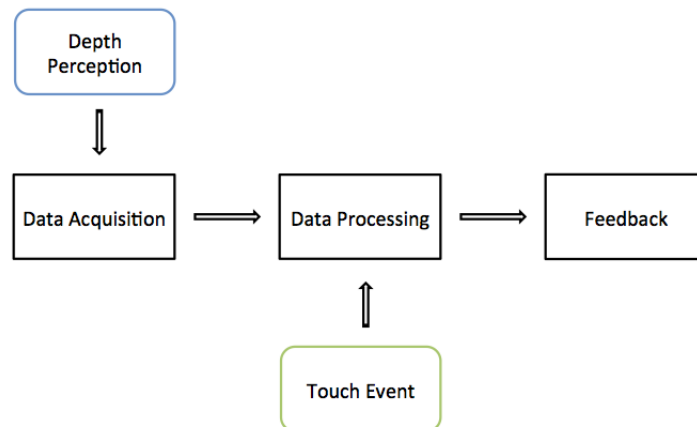 Depth
Perception
Data Acquisition
Data Processing
Feedback
Touch Event